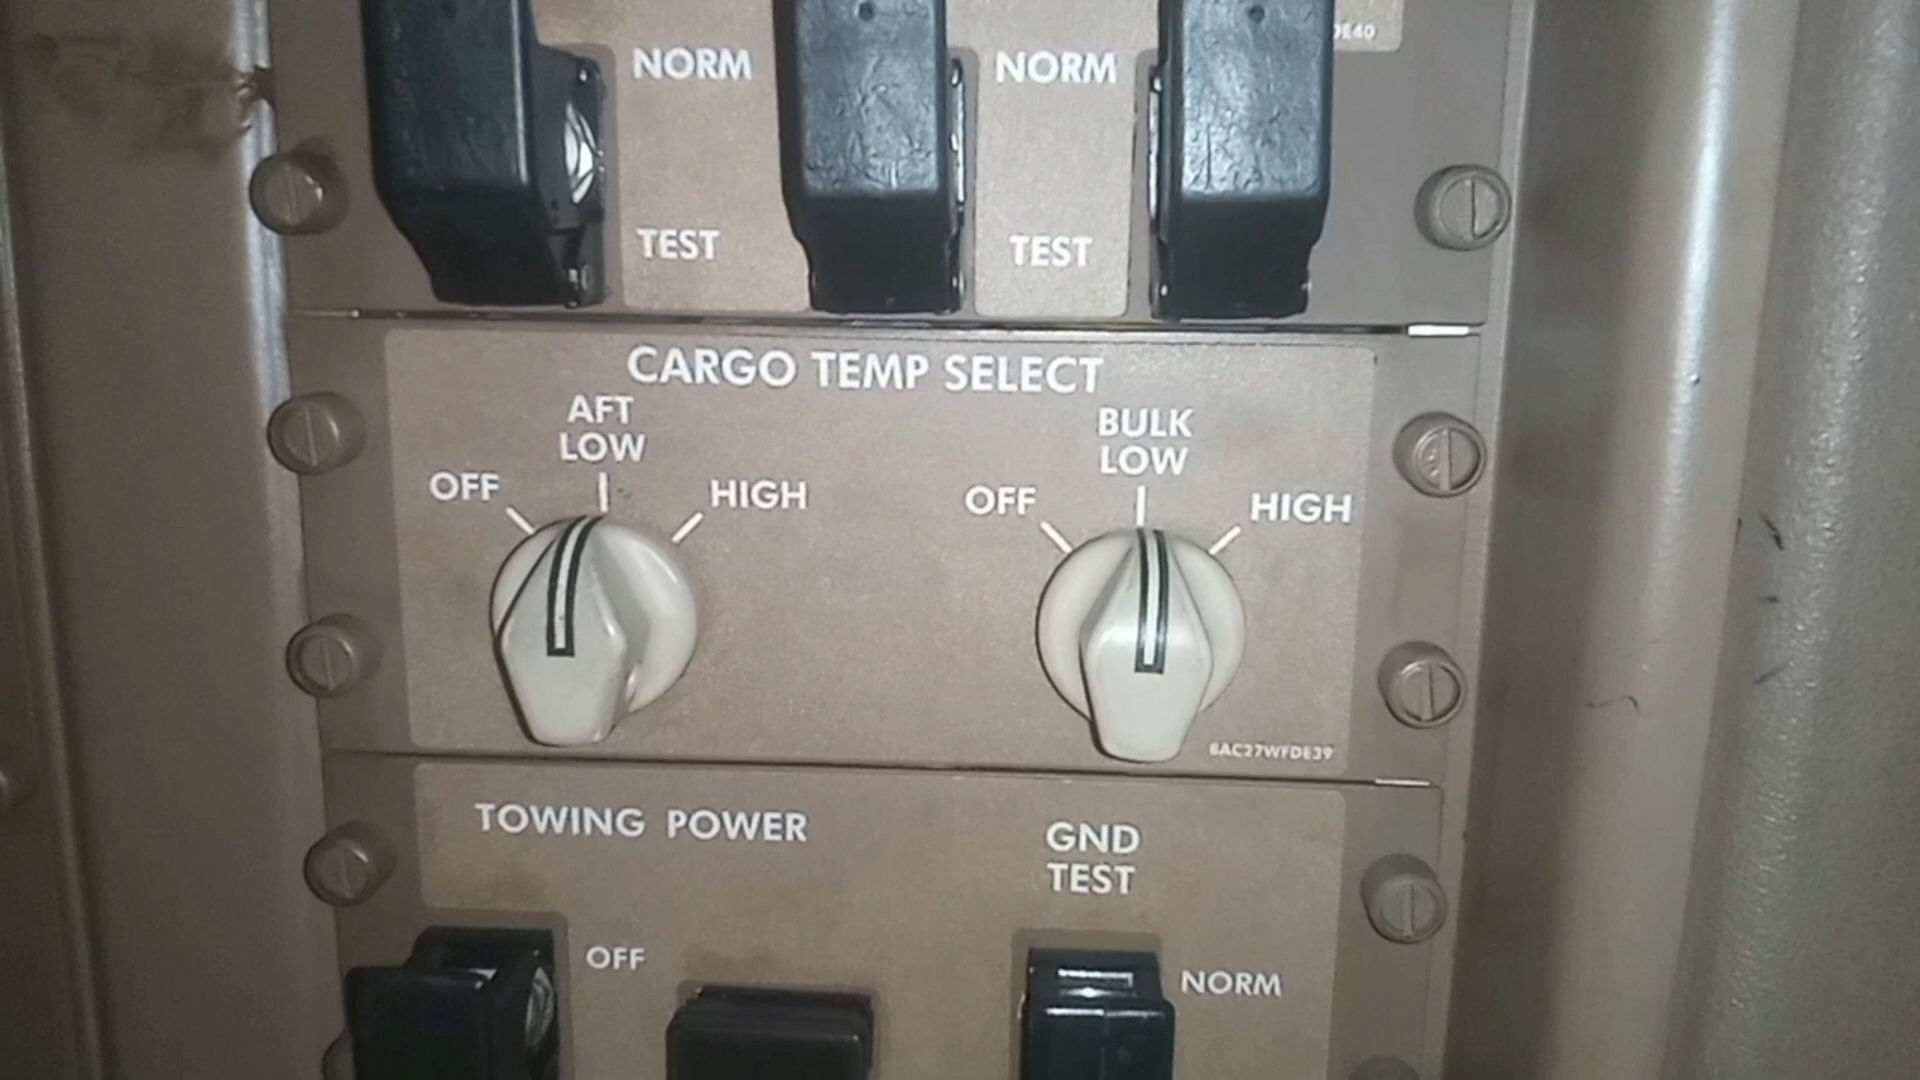 DE40
NORM
NORM
TEST
TEST
CARGO TEMP SELECT
AFT
LOW
OFF
HIGH
BULK
LOW
OFF
HIGH
TOWING POWER
GND
TEST
OFF
NORM